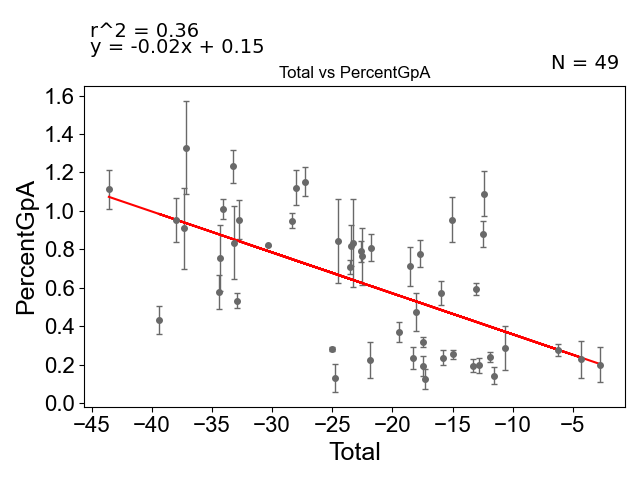 r^2 = 0.36
y = -0.02x + 0.15
N = 49
Total vs PercentGpA
PercentGpA
1.6
1.4
1.2
1.0
0.8
0.6
0.4
0.2
0.0
−45 −40 −35 −30 −25 −20 −15 −10 −5
Total